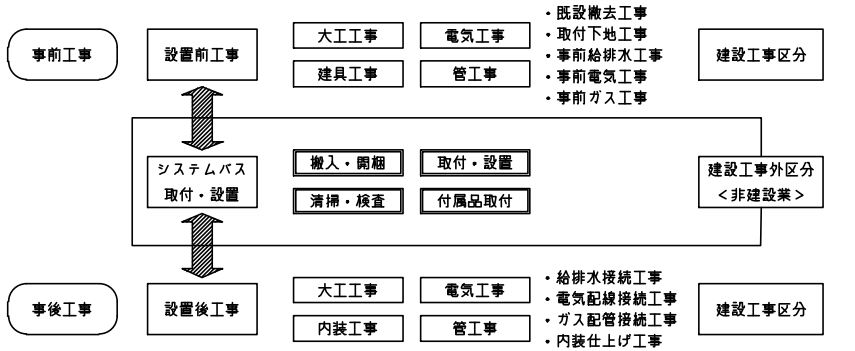 事前工事
設置前工事
大工工事
電気工事
建具工事
管工事
・既設撤去工事
・取付下地工事
・事前給排水工事
・事前電気工事
・事前ガス工事
建設工事区分
システムバス
取付・設置
搬入・開梱
取付・設置
清掃・検査
付属品取付
建設工事外区分
＜非建設業＞
事後工事
設置後工事
大工工事
電気工事
内装工事
管工事
・給排水接続工事
・電気配線接続工事
・ガス配管接続工事
・内装仕上げ工事
建設工事区分